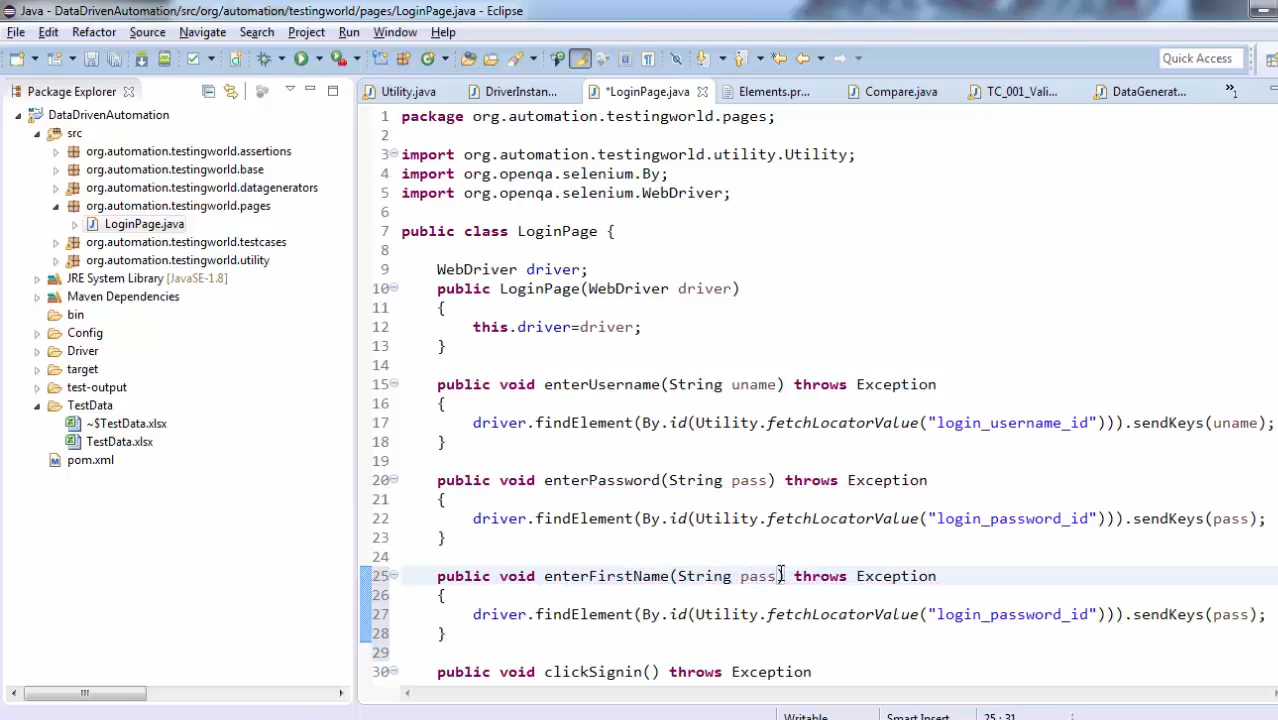 Java - DataDrivenAutomation/src/org/automation/testingworld/pages/LoginPage.java - Eclipse
File Edit Refactor Source Navigate Search Project Run Window Help
Quick Access
Package Explorer
DataDrivenAutomation
src
org.automation.testingworld.assertions
org.automation.testingworld.base
org.automation.testingworld.datagenerators
org.automation.testingworld.pages
LoginPage.java
org.automation.testingworld.testcases
org.automation.testingworld.utility
JRE System Library [JavaSE-1.8]
Maven Dependencies
bin
Config
Driver
target
test-output
TestData
~$TestData.xlsx
TestData.xlsx
pom.xml
Utility.java DriverInstan... *LoginPage.java Elements.pr... Compare.java TC_001_Vali... DataGenerat... »1
1 package org.automation.testingworld.pages;
2
3 import org.automation.testingworld.utility.Utility;
4 import org.openqa.selenium.By;
5 import org.openqa.selenium.WebDriver;
6
7 public class LoginPage {
8
9 WebDriver driver;
10 public LoginPage(WebDriver driver)
11 {
12 this.driver=driver;
13 }
14
15 public void enterUsername(String uname) throws Exception
16 {
17 driver.findElement(By.id(Utility.fetchLocatorValue("login_username_id"))).sendKeys(uname);
18 }
19
20 public void enterPassword(String pass) throws Exception
21 {
22 driver.findElement(By.id(Utility.fetchLocatorValue("login_password_id"))).sendKeys(pass);
23 }
24
25 public void enterFirstName(String pass) throws Exception
26 {
27 driver.findElement(By.id(Utility.fetchLocatorValue("login_password_id"))).sendKeys(pass);
28 }
29
30 public void clickSignin() throws Exception
Writable Smart Insert 25 : 31